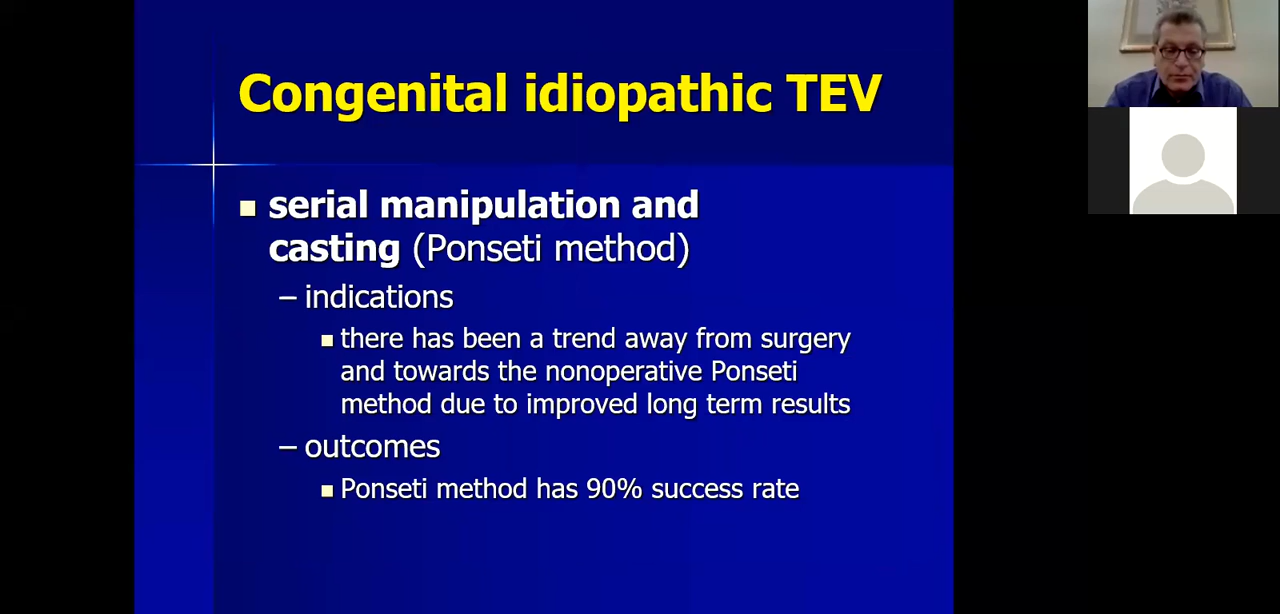 Congenital idiopathic TEV
■ serial manipulation and
casting (Ponseti method)
– indications
■ there has been a trend away from surgery
and towards the nonoperative Ponseti
method due to improved long term results
– outcomes
■ Ponseti method has 90% success rate